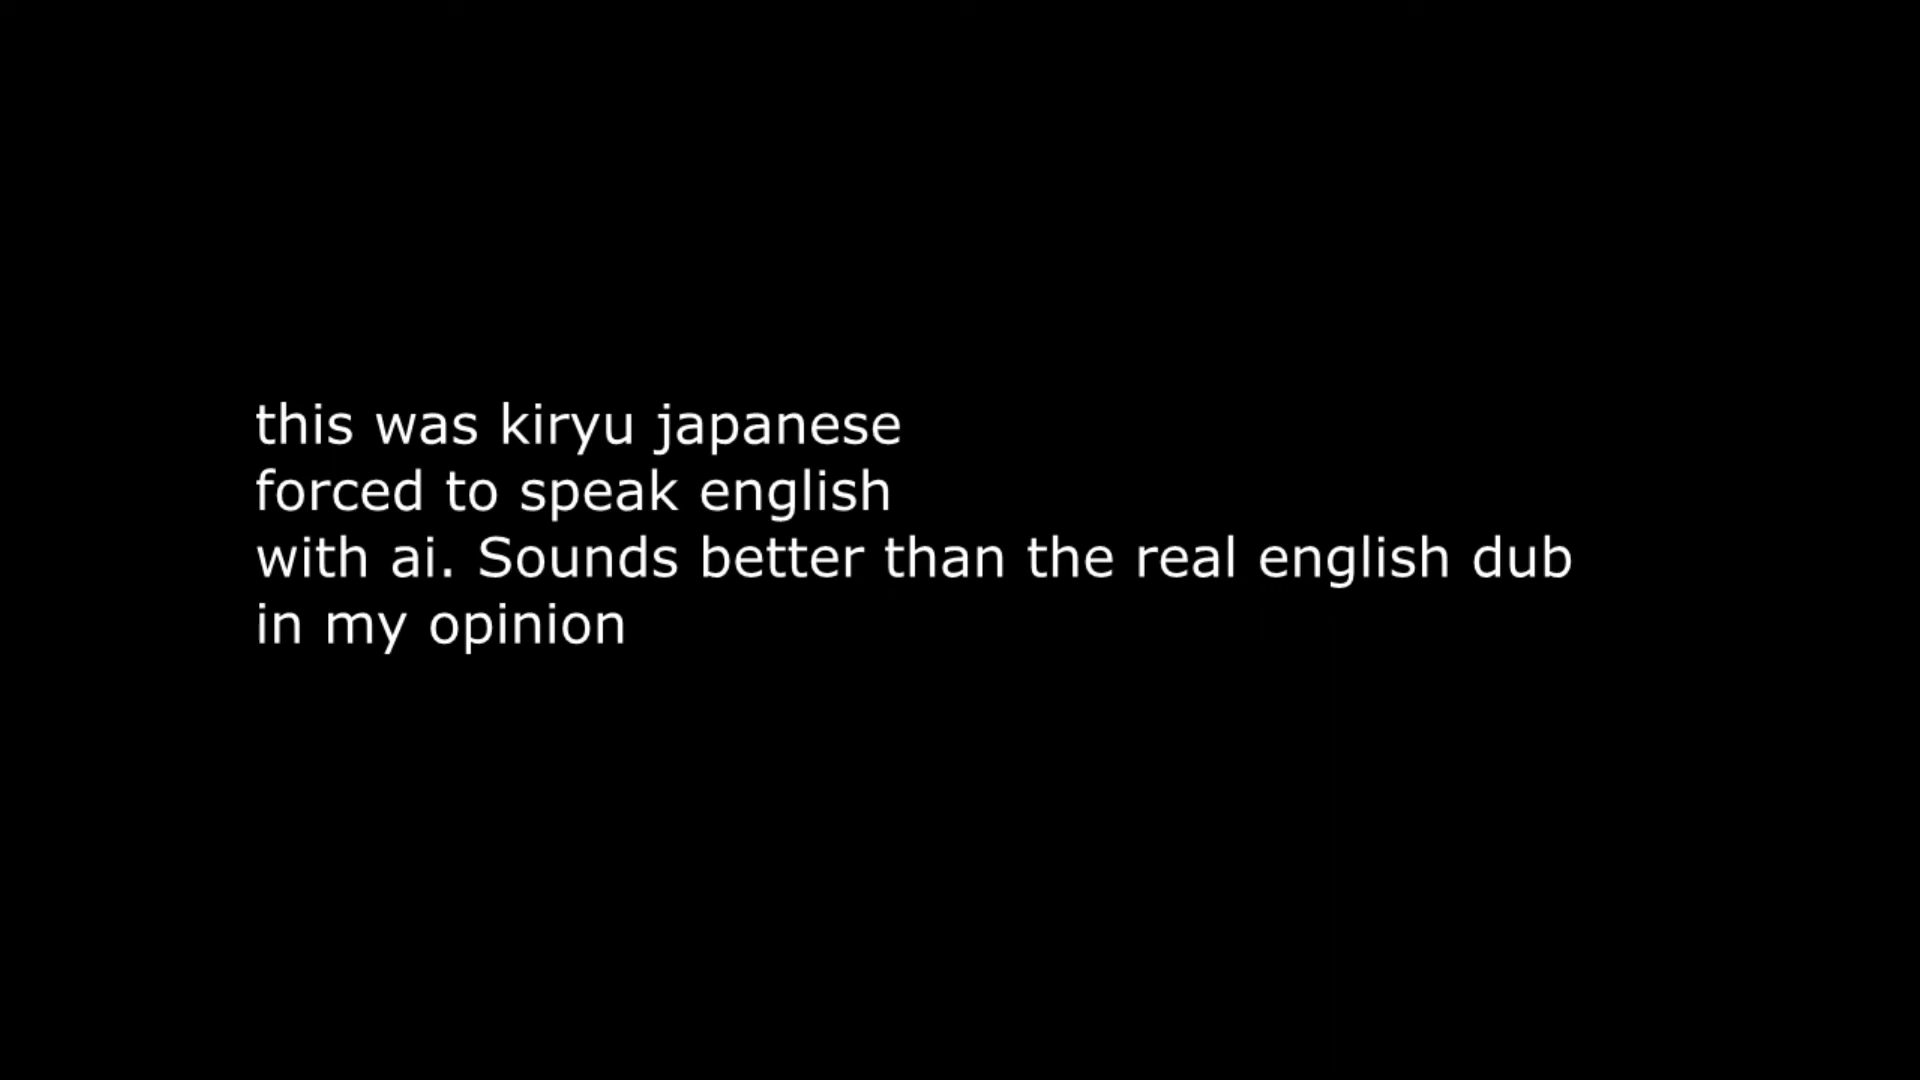 this was kiryu japanese
forced to speak english
with ai. Sounds better than the real english dub
in my opinion